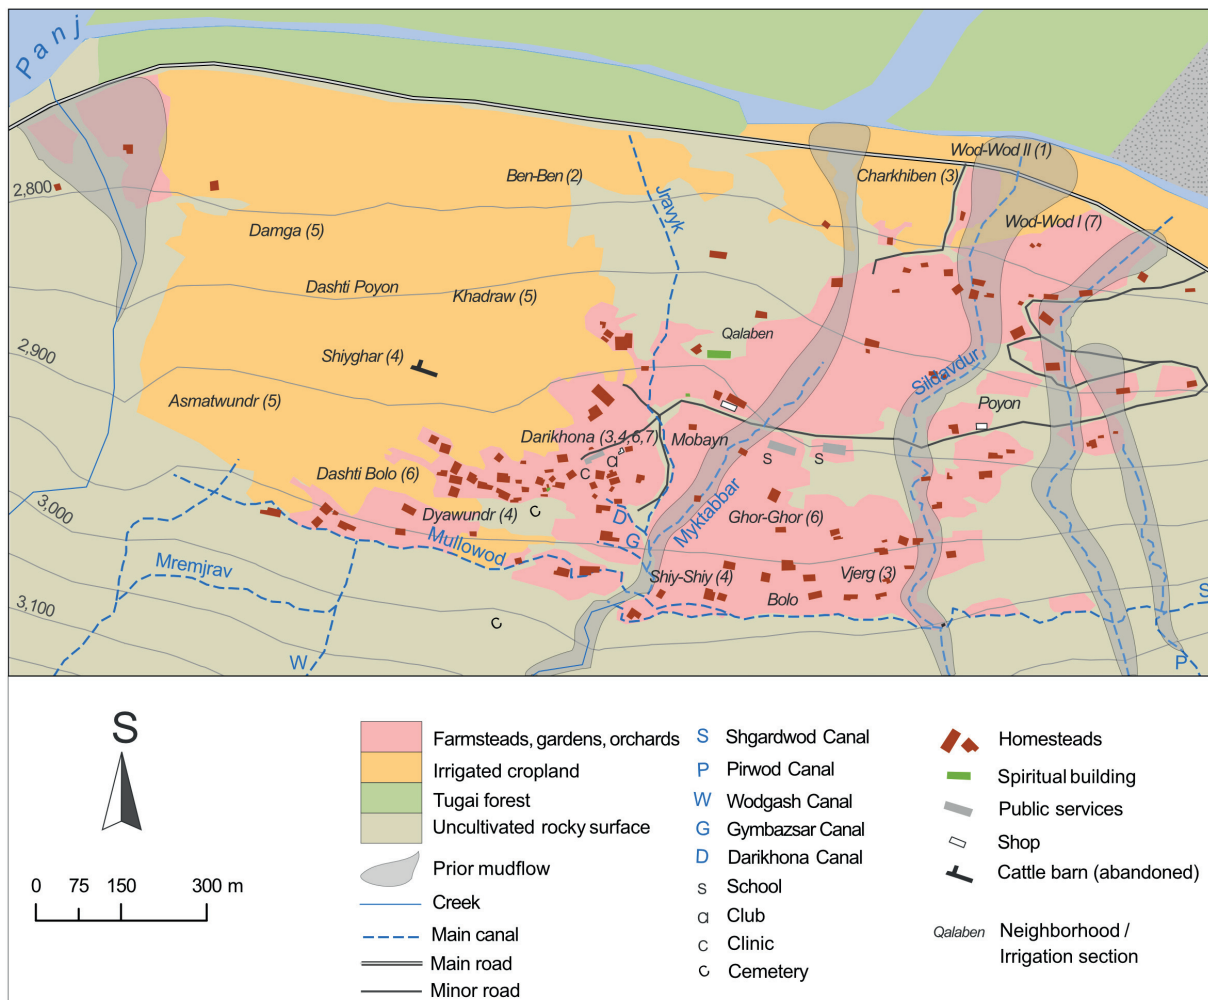 Panj
Wod-Wod II (1)
Ben-Ben (2)
Charkhiben (3)
2,800
Jravyk
Wod-Wod I (7)
Damga (5)
Dashti Poyon
Khadraw (5)
Qalaben
2,900
Shiyghar (4)
Sildavdur
Asmatwundr (5)
Poyon
Darikhona (3,4,6,7)
Mobayn
C
α
S
S
Dashti Bolo (6)
3,000
Dyawundr (4)
C
D
G
Myktabbar
Ghor-Ghor (6)
Mullowod
Mremjrav
Shiy-Shiy (4)
Vjerg (3)
Bolo
S
3,100
C
W
P
S
0 75 150 300 m
Farmsteads, gardens, orchards
Irrigated cropland
Tugai forest
Uncultivated rocky surface
Prior mudflow
Creek
Main canal
Main road
Minor road
S Shgardwod Canal
P Pirwod Canal
W Wodgash Canal
G Gymbazsar Canal
D Darikhona Canal
s School
α Club
c Clinic
c Cemetery
Homesteads
Spiritual building
Public services
Shop
Cattle barn (abandoned)
Qalaben Neighborhood /
Irrigation section